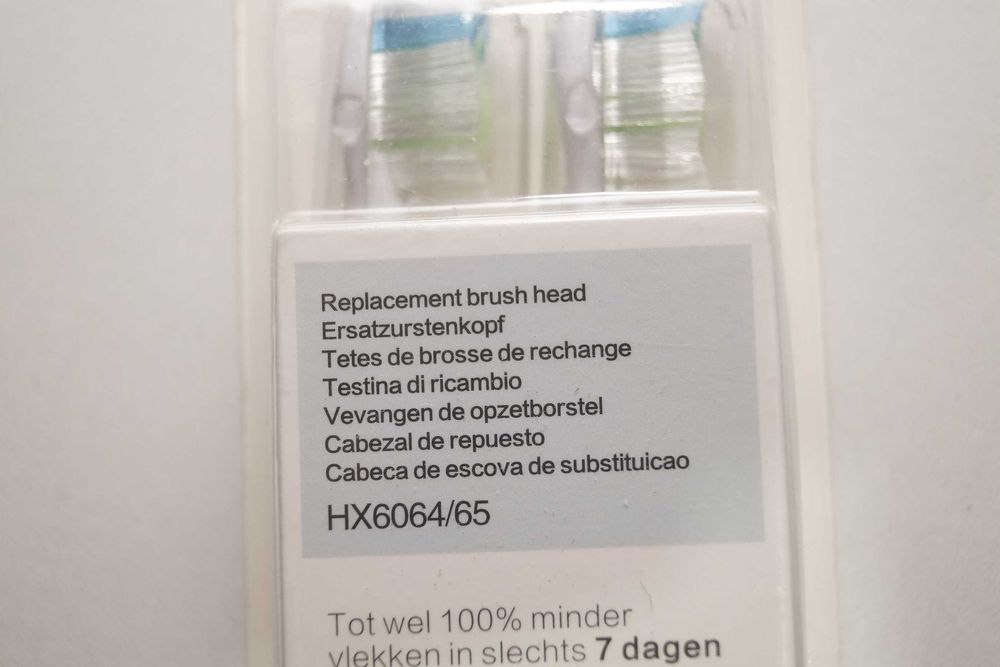 Replacement brush head
Ersatzurstenkopf
Tetes de brosse de rechange
Testina di ricambio
Vevangen de opzetborstel
Cabezal de repuesto
Cabeca de escova de substituicao
HX6064/65
Tot wel 100% minder
vlekken in slechts 7 dagen